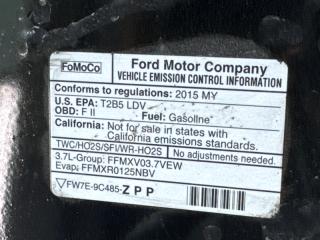 FoMoCo
Ford Motor Company
VEHICLE EMISSION CONTROL INFORMATION
Conforms to regulations: 2015 MY
U.S. EPA: T2B5 LDV
OBD: F II Fuel: Gasoline
California: Not for sale in states with
California emissions standards.
TWC/HO2S/SFI/WR-HO2S No adjustments needed.
3.7L-Group: FFMXV03.7VEW
Evap: FFMXR0125NBV
FW7E-9C485-ZPP